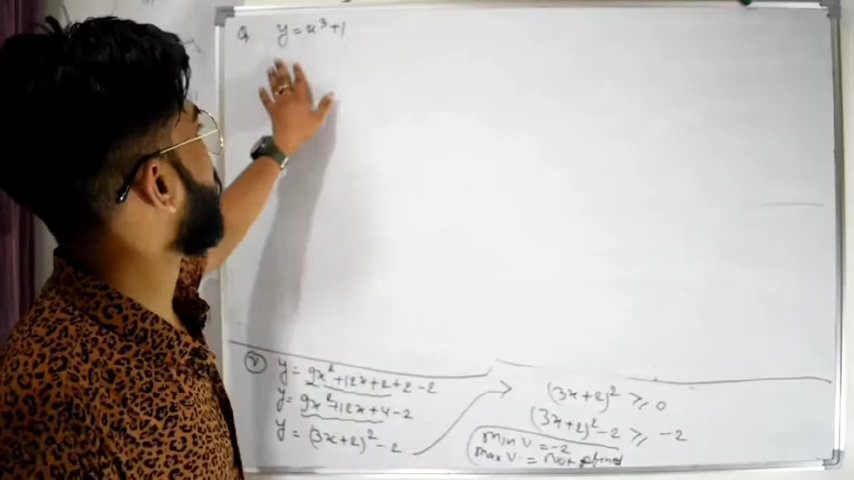 Q y = x³+1
(v) y = 9x²+12x+2+2-2
y = 9x²+12x+4-2
y = (3x+2)²-2
(3x+2)² ⩾ 0
(3x+2)²-2 ⩾ -2
min v = -2
max v = Not